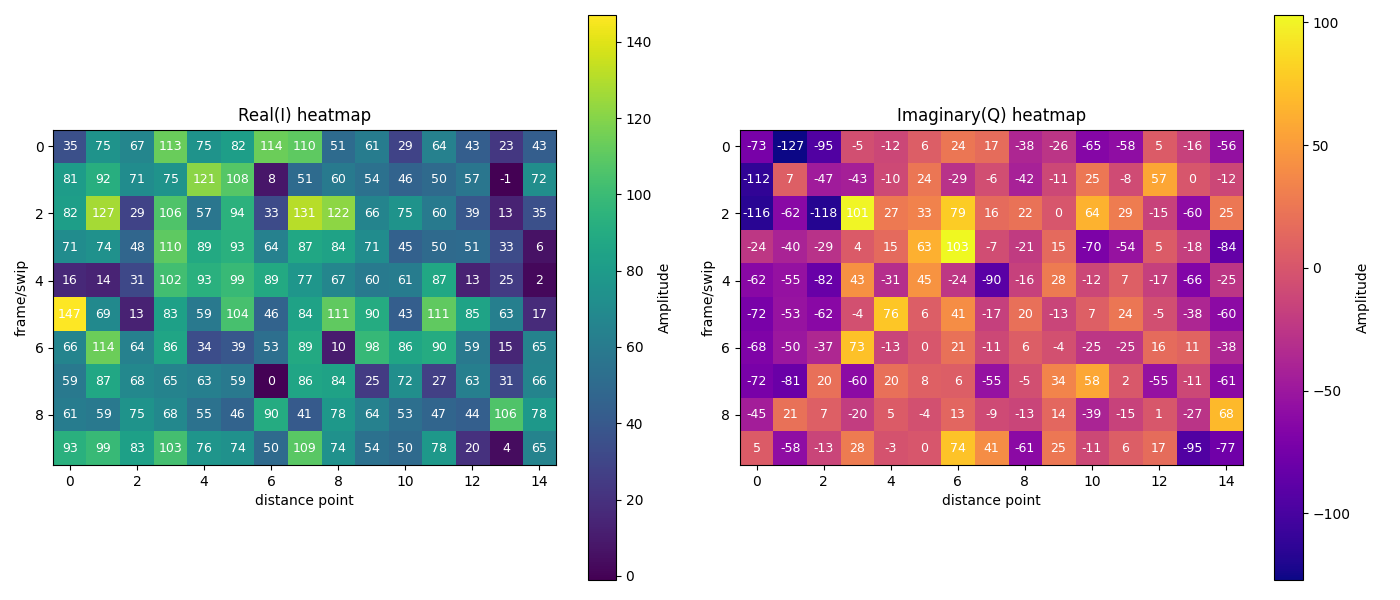 Real(I) heatmap
0 35 75 67 113 75 82 114 110 51 61 29 64 43 23 43
81 92 71 75 121 108 8 51 60 54 46 50 57 -1 72
2 82 127 29 106 57 94 33 131 122 66 75 60 39 13 35
71 74 48 110 89 93 64 87 84 71 45 50 51 33 6
4 16 14 31 102 93 99 89 77 67 60 61 87 13 25 2
147 69 13 83 59 104 46 84 111 90 43 111 85 63 17
6 66 114 64 86 34 39 53 89 10 98 86 90 59 15 65
59 87 68 65 63 59 0 86 84 25 72 27 63 31 66
8 61 59 75 68 55 46 90 41 78 64 53 47 44 106 78
93 99 83 103 76 74 50 109 74 54 50 78 20 4 65
0 2 4 6 8 10 12 14
distance point
frame/swip
140
120
100
80
60
40
20
0
Amplitude
Imaginary(Q) heatmap
0 -73 -127 -95 -5 -12 6 24 17 -38 -26 -65 -58 5 -16 -56
-112 7 -47 -43 -10 24 -29 -6 -42 -11 25 -8 57 0 -12
2 -116 -62 -118 101 27 33 79 16 22 0 64 29 -15 -60 25
-24 -40 -29 4 15 63 103 -7 -21 15 -70 -54 5 -18 -84
4 -62 -55 -82 43 -31 45 -24 -90 -16 28 -12 7 -17 -66 -25
-72 -53 -62 -4 76 6 41 -17 20 -13 7 24 -5 -38 -60
6 -68 -50 -37 73 -13 0 21 -11 6 -4 -25 -25 16 11 -38
-72 -81 20 -60 20 8 6 -55 -5 34 58 2 -55 -11 -61
8 -45 21 7 -20 5 -4 13 -9 -13 14 -39 -15 1 -27 68
5 -58 -13 28 -3 0 74 41 -61 25 -11 6 17 -95 -77
0 2 4 6 8 10 12 14
distance point
frame/swip
100
50
0
−50
−100
Amplitude